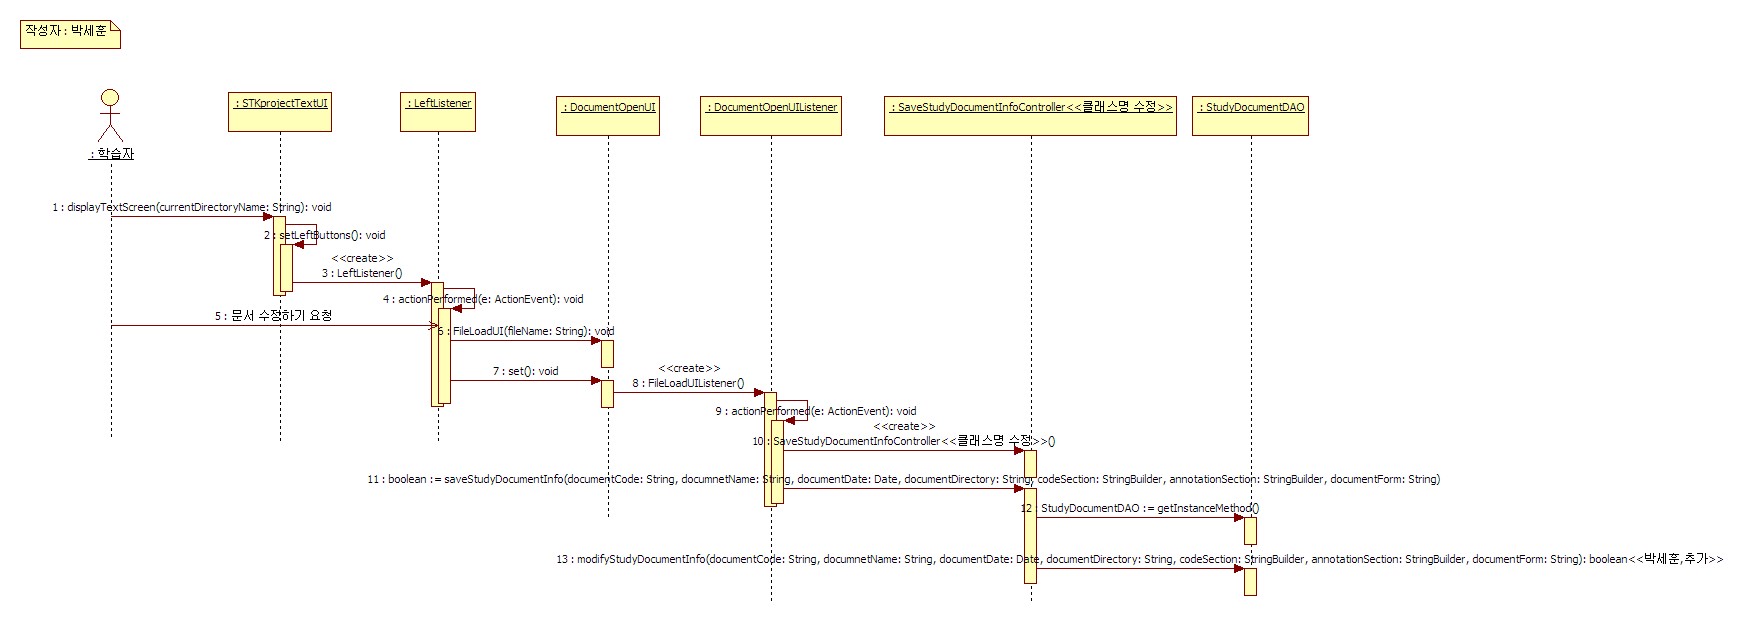 작성자 : 박세훈
: STKprojectTextUI
: LeftListener
: DocumentOpenUI
: DocumentOpenUIListener
: SaveStudyDocumentInfoController<<클래스명 수정>>
: StudyDocumentDAO
: 학습자
1 : displayTextScreen(currentDirectoryName: String): void
2 : setLeftButtons(): void
<<create>>
3 : LeftListener()
4 : actionPerformed(e: ActionEvent): void
5 : 문서 수정하기 요청
6 : FileLoadUI(fileName: String): void
7 : set(): void
<<create>>
8 : FileLoadUIListener()
9 : actionPerformed(e: ActionEvent): void
<<create>>
10 : SaveStudyDocumentInfoController<<클래스명 수정>>()
11 : boolean := saveStudyDocumentInfo(documentCode: String, documnetName: String, documentDate: Date, documentDirectory: String, codeSection: StringBuilder, annotationSection: StringBuilder, documentForm: String)
12 : StudyDocumentDAO := getInstanceMethod()
13 : modifyStudyDocumentInfo(documentCode: String, documnetName: String, documentDate: Date, documentDirectory: String, codeSection: StringBuilder, annotationSection: StringBuilder, documentForm: String): boolean<<박세훈,추가>>